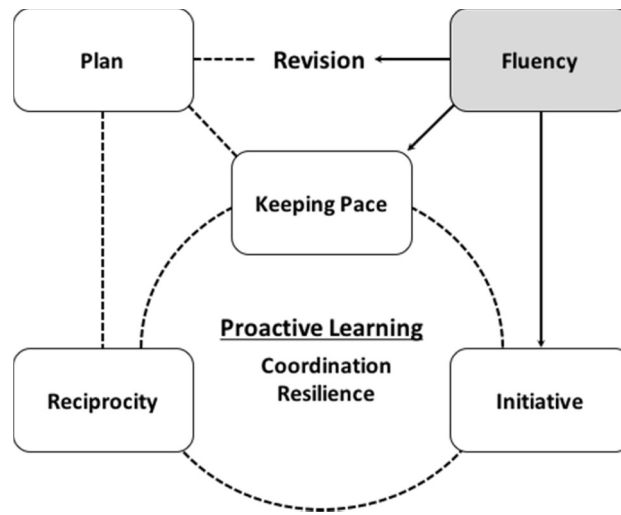 Plan
Revision
Fluency
Keeping Pace
Proactive Learning
Coordination
Resilience
Reciprocity
Initiative